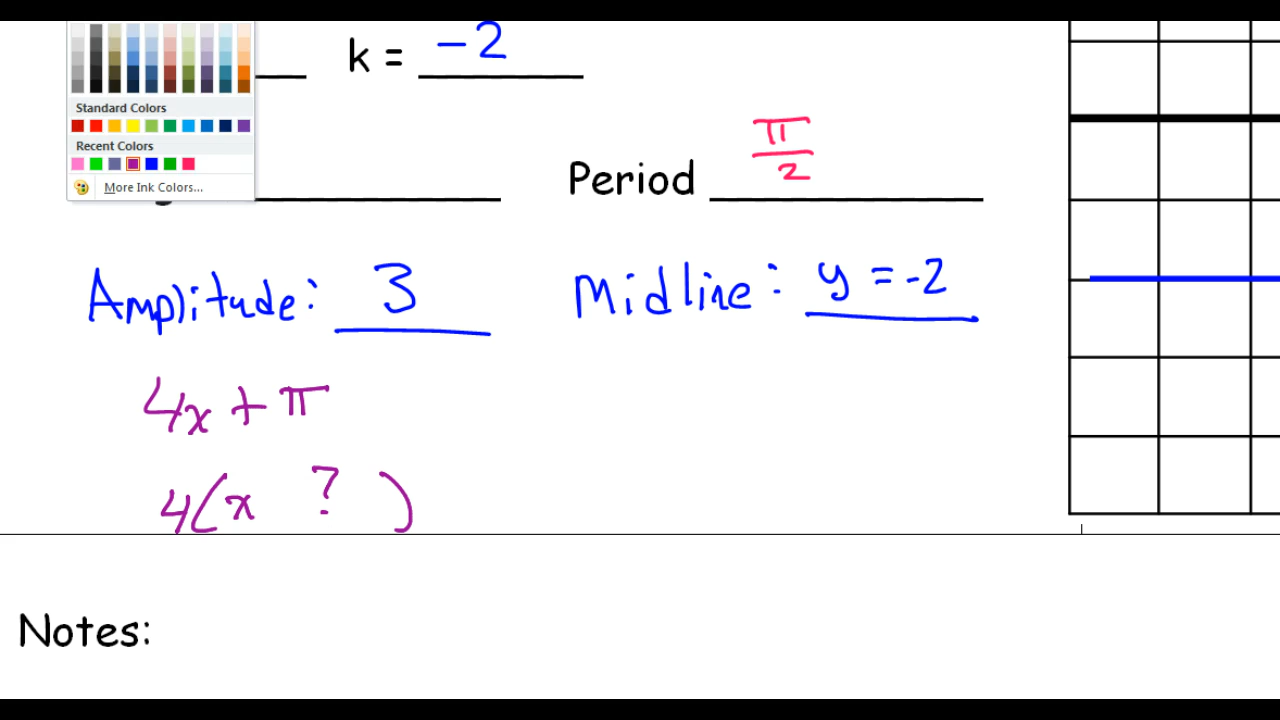 k = -2
Standard Colors
Recent Colors
More Ink Colors...
Period π/2
Amplitude: 3
Midline: y = -2
4x + π
4(x ? )
Notes: